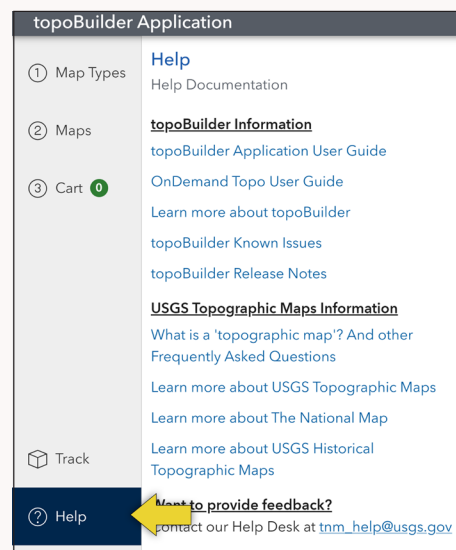 topoBuilder Application
1 Map Types
2 Maps
3 Cart 0
Track
? Help
Help
Help Documentation
topoBuilder Information
topoBuilder Application User Guide
OnDemand Topo User Guide
Learn more about topoBuilder
topoBuilder Known Issues
topoBuilder Release Notes
USGS Topographic Maps Information
What is a 'topographic map'? And other
Frequently Asked Questions
Learn more about USGS Topographic Maps
Learn more about The National Map
Learn more about USGS Historical
Topographic Maps
Want to provide feedback?
Contact our Help Desk at tnm_help@usgs.gov